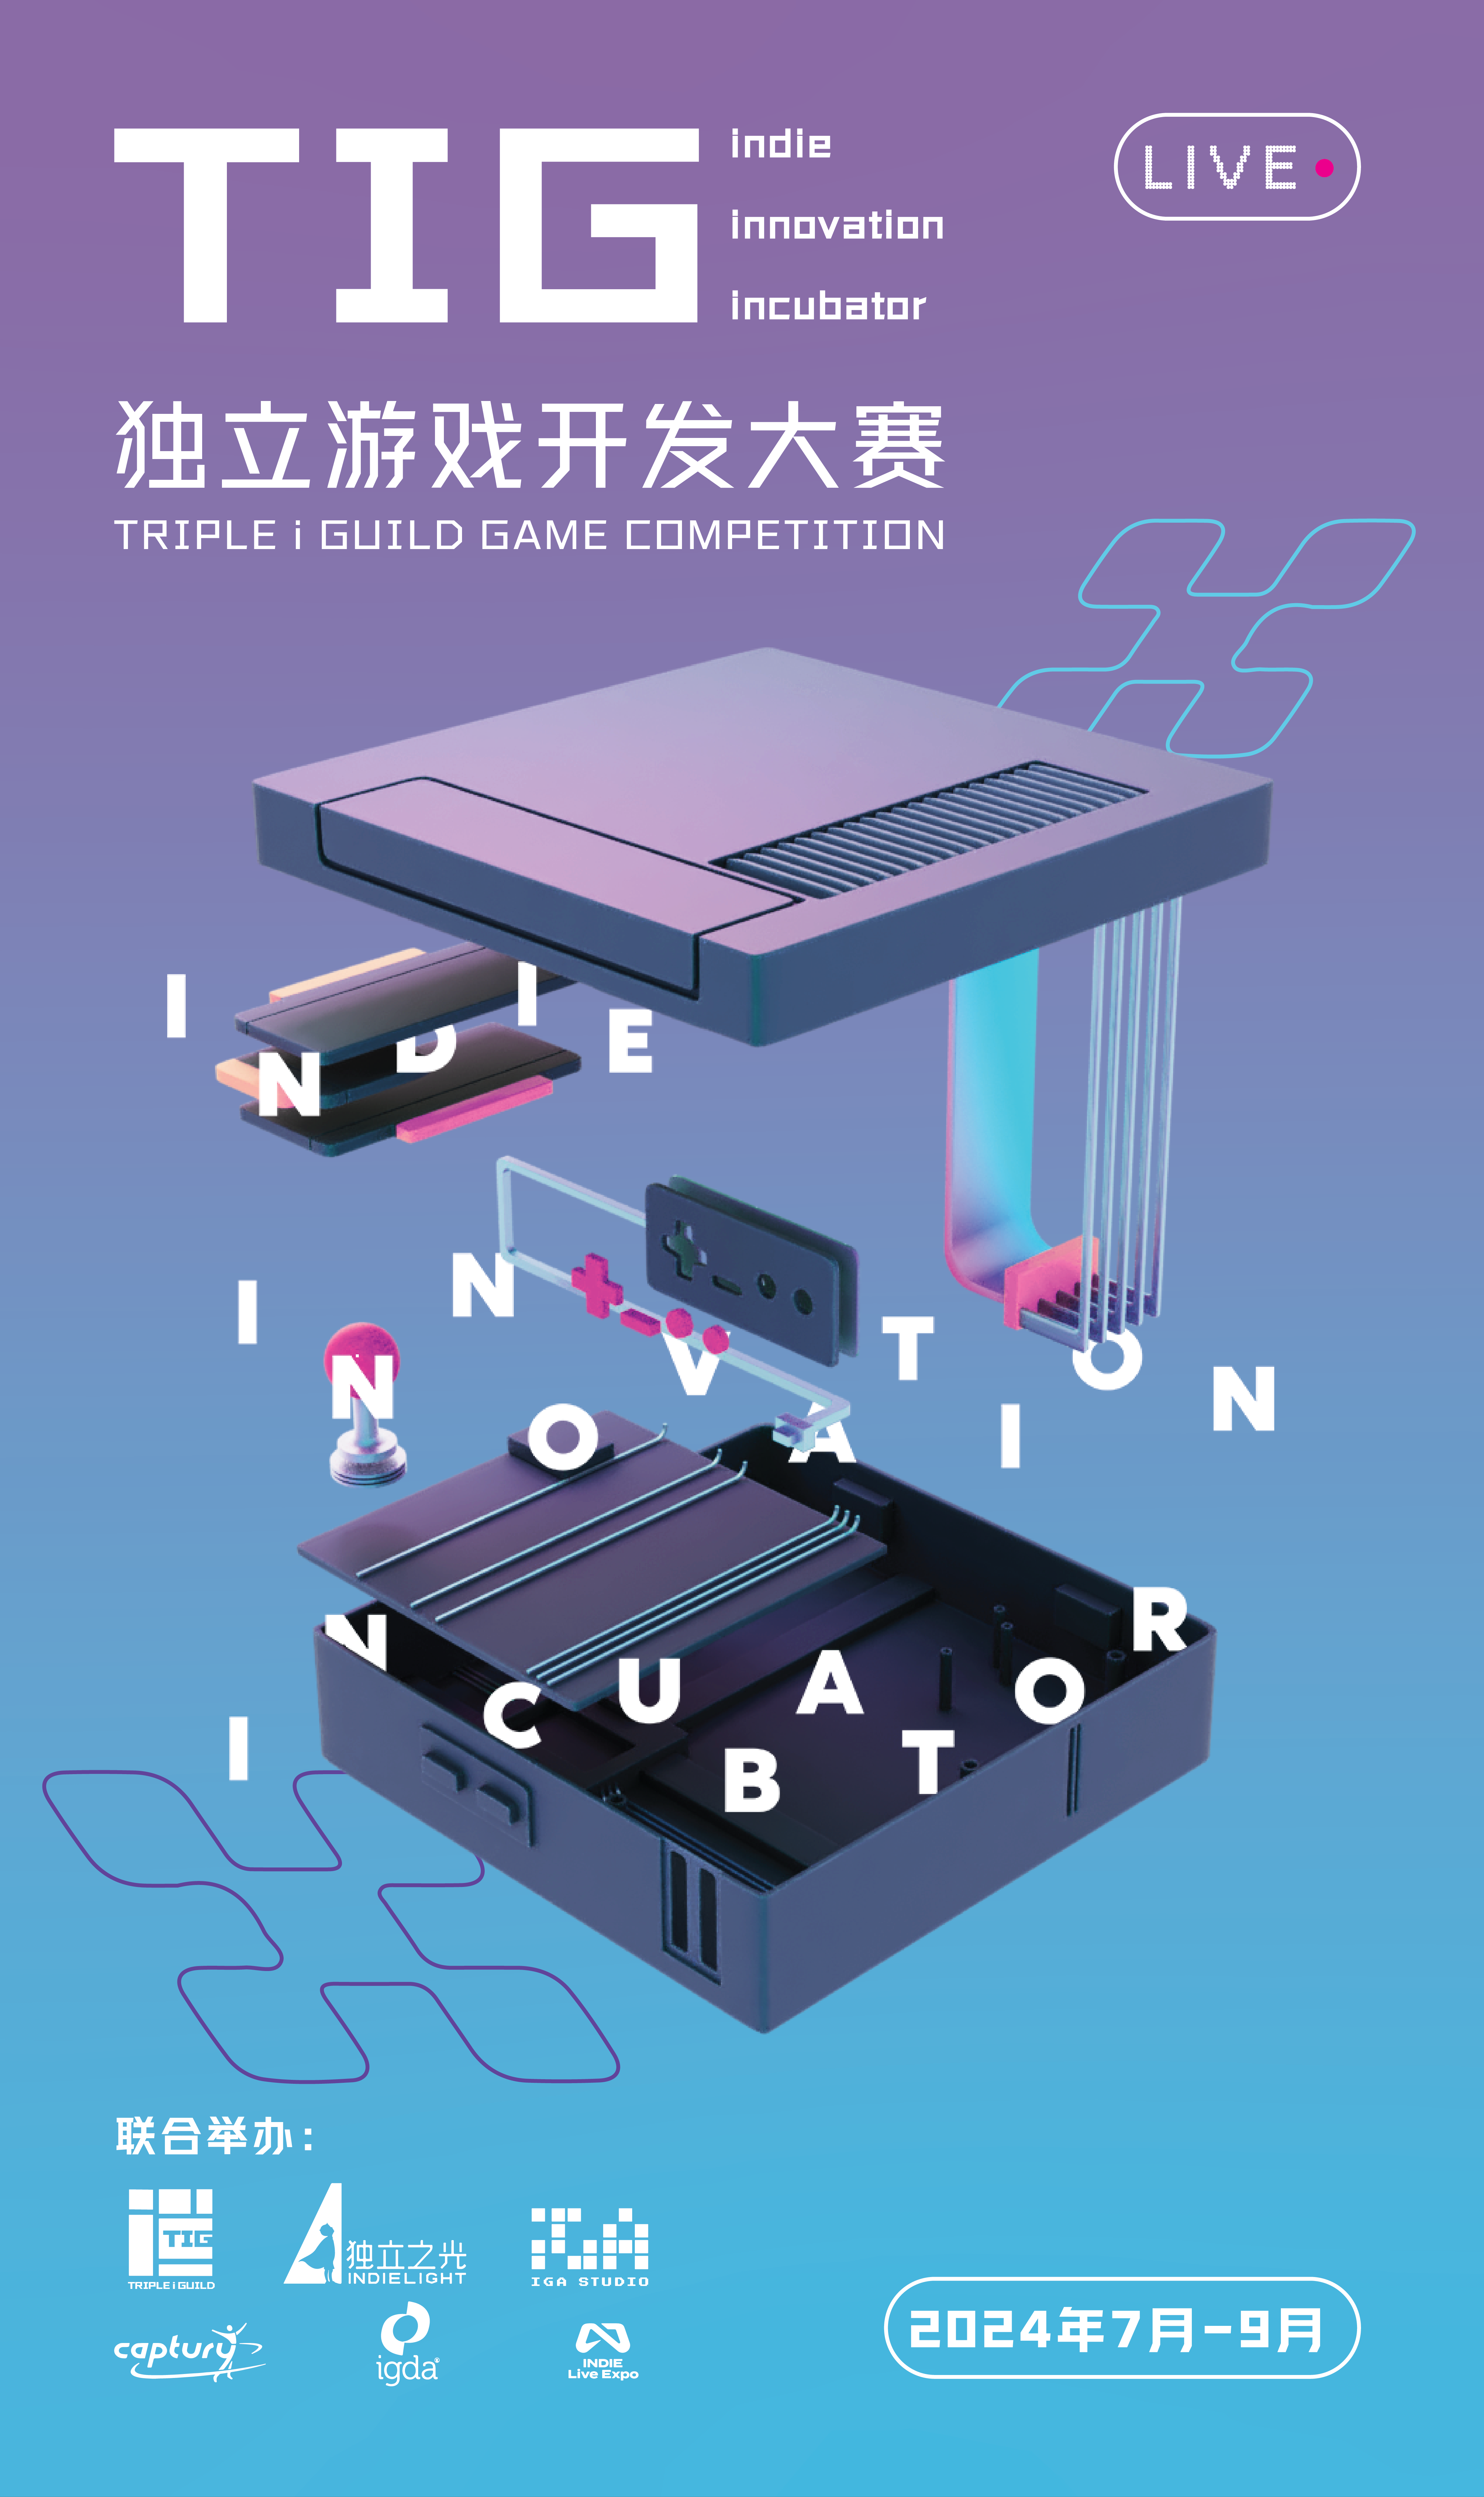 TIG
indie
innovation
incubator
LIVE
独立游戏开发大赛
TRIPLE i GUILD GAME COMPETITION
INDIE
INNOVATION
INCUBATOR
联合举办：
TIG
TRIPLE i GUILD
独立之光
INDIELIGHT
IGA
IGA STUDIO
captury
igda®
INDIE
Live Expo
2024年7月-9月